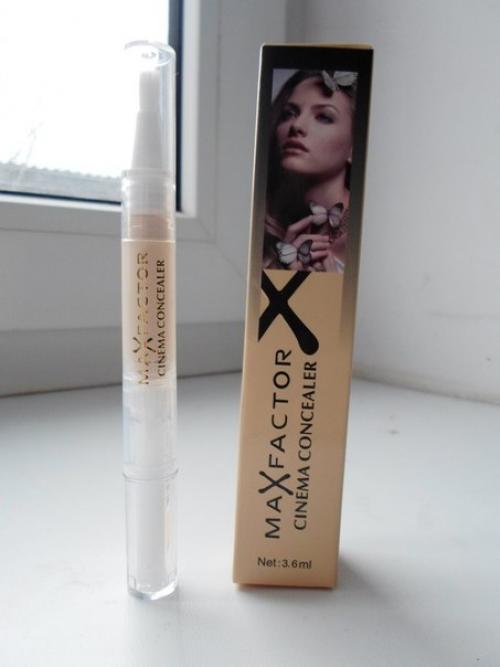 MAXFACTOR
CINEMA CONCEALER
X
MAXFACTOR
CINEMA CONCEALER
Net:3.6ml